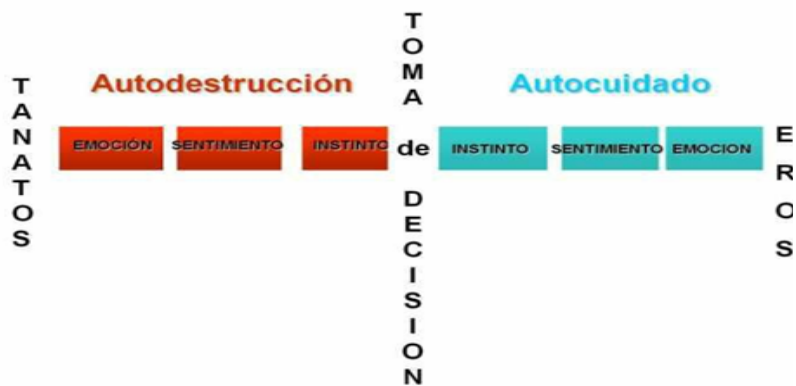 TANATOS
Autodestrucción
EMOCIÓN SENTIMIENTO INSTINTO
TOMA de DECISION
Autocuidado
INSTINTO SENTIMIENTO EMOCION
EROS